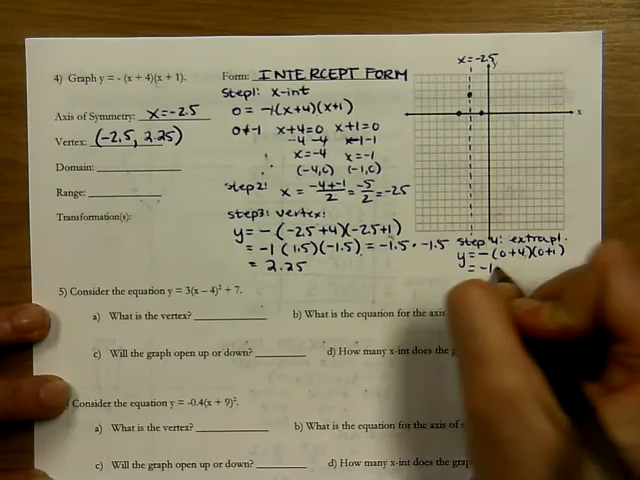 4) Graph y = - (x + 4)(x + 1).
Form: INTERCEPT FORM
x=-2.5
y
x
Axis of Symmetry: x=-2.5
Vertex: (-2.5, 2.25)
Domain:
Range:
Transformation(s):
step1: x-int
0 = -1(x+4)(x+1)
0≠-1 x+4=0 x+1=0
-4 -4 -1 -1
x=-4 x=-1
(-4,0) (-1,0)
step2: x = -4+-1/2 = -5/2 = -2.5
step3: vertex:
y = -(-2.5+4)(-2.5+1)
= -1(1.5)(-1.5) = -1.5 · -1.5
= 2.25
step 4: extra pt.
y = -(0+4)(0+1)
= -1
5) Consider the equation y = 3(x – 4)² + 7.
a) What is the vertex?
b) What is the equation for the axis
c) Will the graph open up or down?
d) How many x-int does the
Consider the equation y = -0.4(x + 9)².
a) What is the vertex?
b) What is the equation for the axis of
c) Will the graph open up or down?
d) How many x-int does the grap